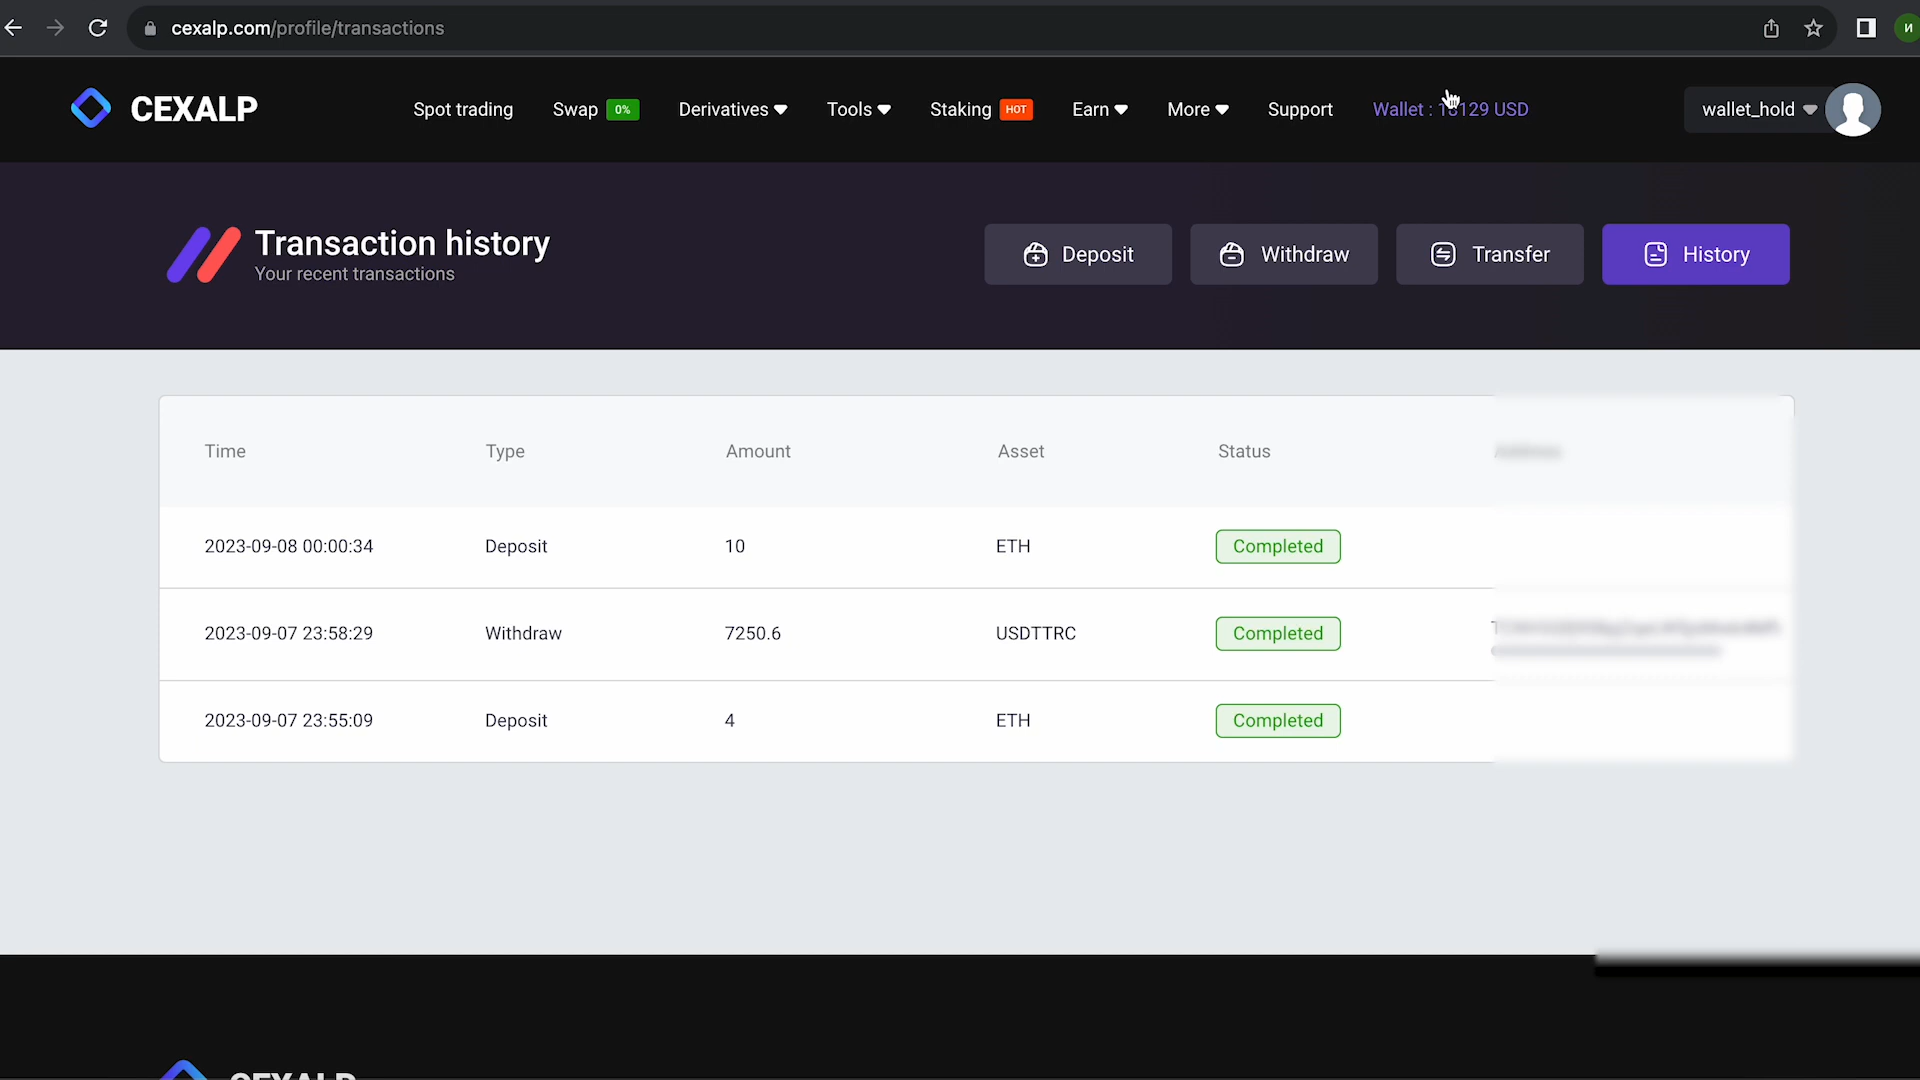 cexalp.com/profile/transactions
И
CEXALP
Spot trading
Swap 0%
Derivatives
Tools
Staking HOT
Earn
More
Support
Wallet : USD
wallet_hold
Transaction history
Your recent transactions
Deposit
Withdraw
Transfer
History
Time Type Amount Asset Status
2023-09-08 00:00:34 Deposit 10 ETH Completed
2023-09-07 23:58:29 Withdraw 7250.6 USDTTRC Completed
2023-09-07 23:55:09 Deposit 4 ETH Completed
CEXALP